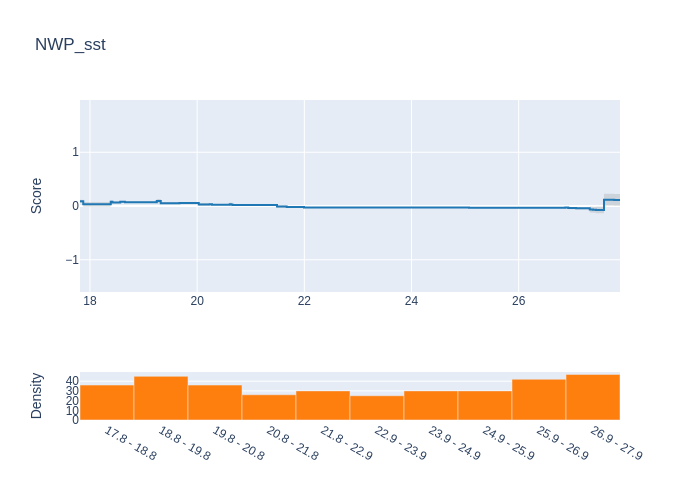 NWP_sst
Score
1
0
−1
18 20 22 24 26
Density
40
30
20
10
0
17.8 - 18.8
18.8 - 19.8
19.8 - 20.8
20.8 - 21.8
21.8 - 22.9
22.9 - 23.9
23.9 - 24.9
24.9 - 25.9
25.9 - 26.9
26.9 - 27.9